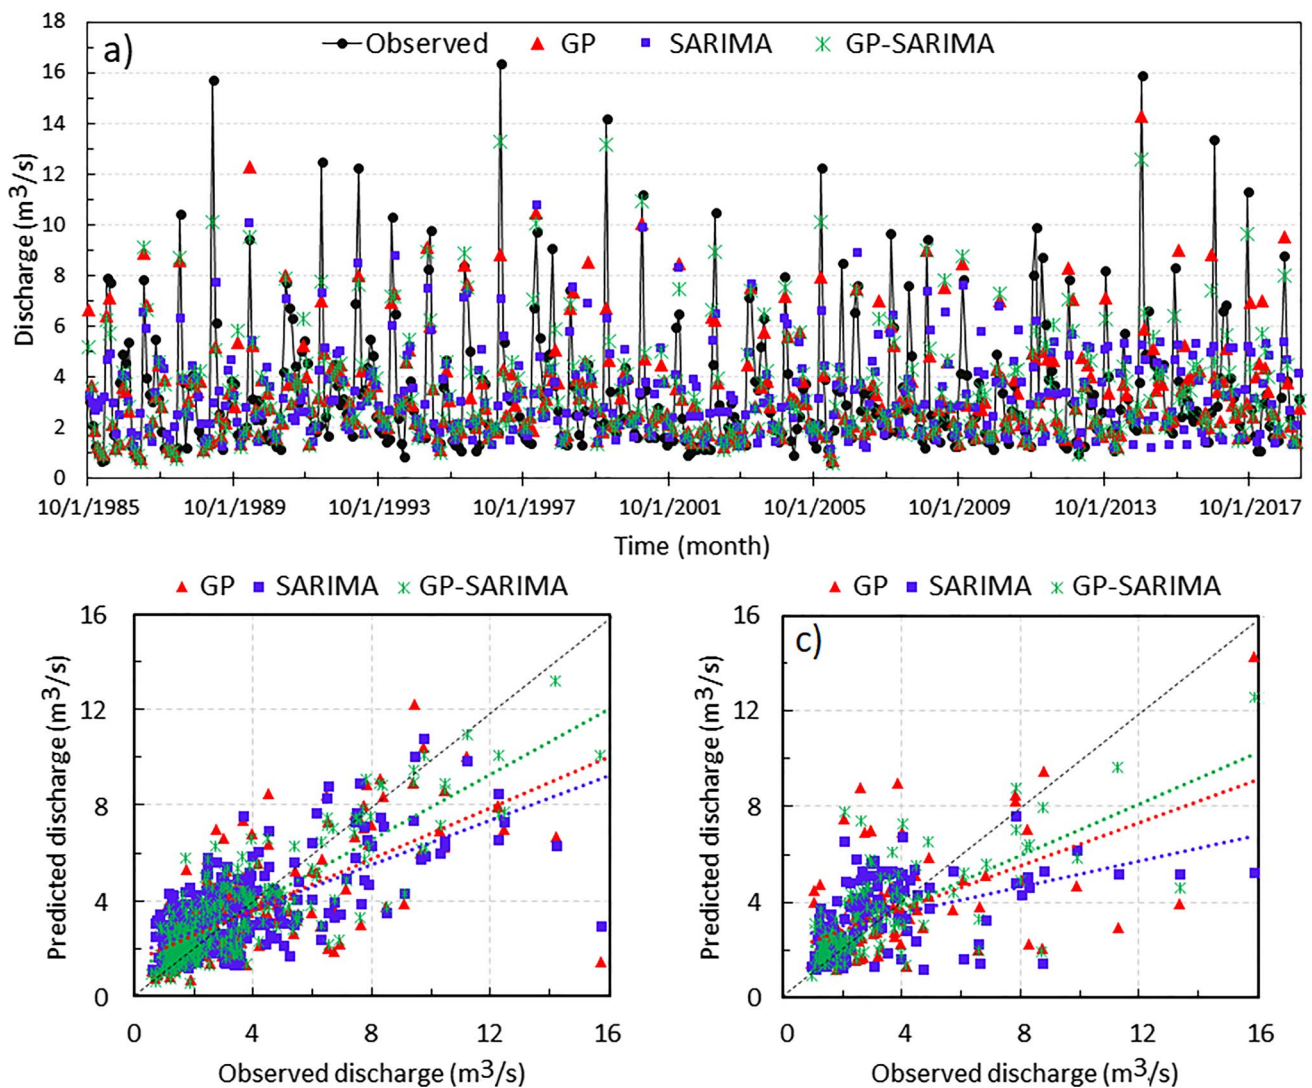 a)
Observed GP SARIMA GP-SARIMA
18
16
14
12
10
8
6
4
2
0
Discharge (m3/s)
10/1/1985 10/1/1989 10/1/1993 10/1/1997 10/1/2001 10/1/2005 10/1/2009 10/1/2013 10/1/2017
Time (month)
GP SARIMA GP-SARIMA
16
12
8
4
0
Predicted discharge (m3/s)
0 4 8 12 16
Observed discharge (m3/s)
GP SARIMA GP-SARIMA
c)
16
12
8
4
0
Predicted discharge (m3/s)
0 4 8 12 16
Observed discharge (m3/s)